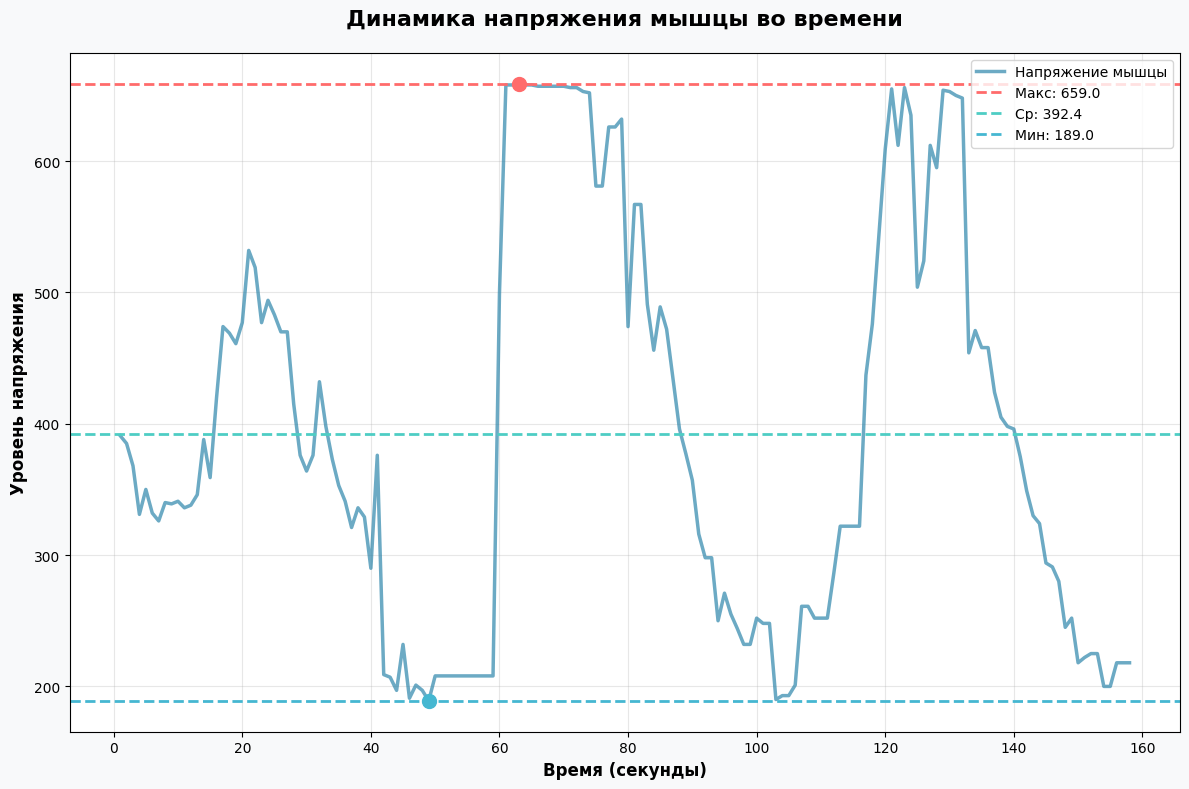 Динамика напряжения мышцы во времени
Напряжение мышцы
Макс: 659.0
Ср: 392.4
Мин: 189.0
Уровень напряжения
600
500
400
300
200
0 20 40 60 80 100 120 140 160
Время (секунды)